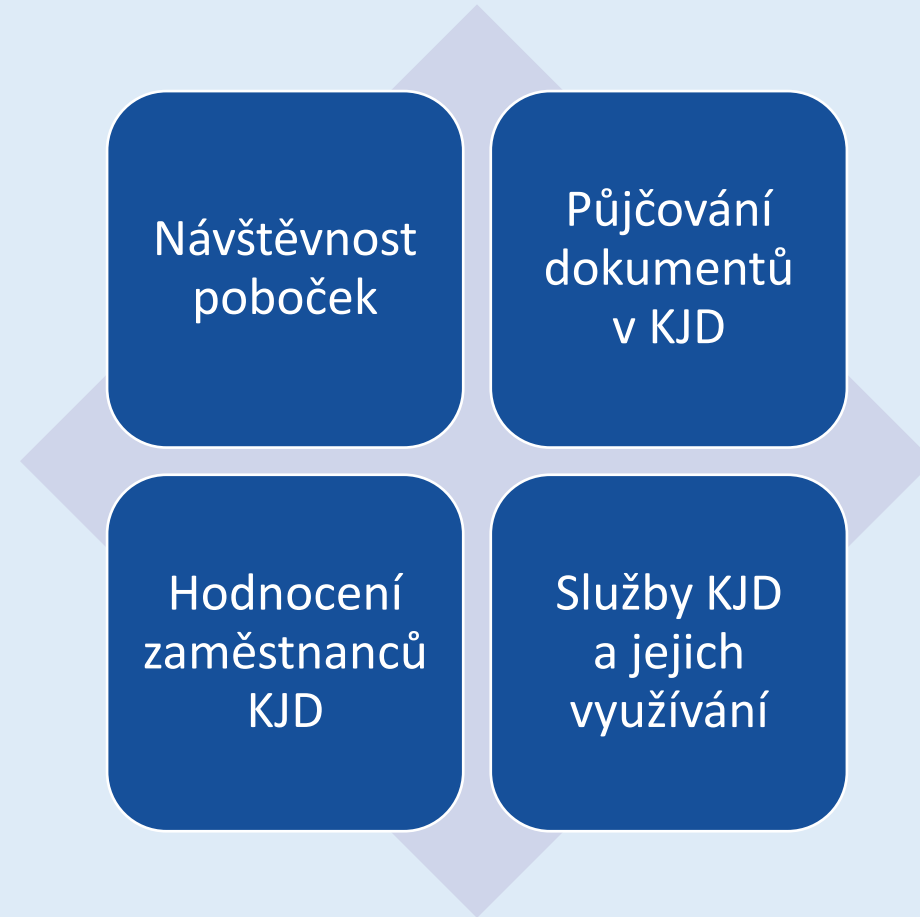 Návštěvnost
poboček
Půjčování
dokumentů
v KJD
Hodnocení
zaměstnanců
KJD
Služby KJD
a jejich
využívání